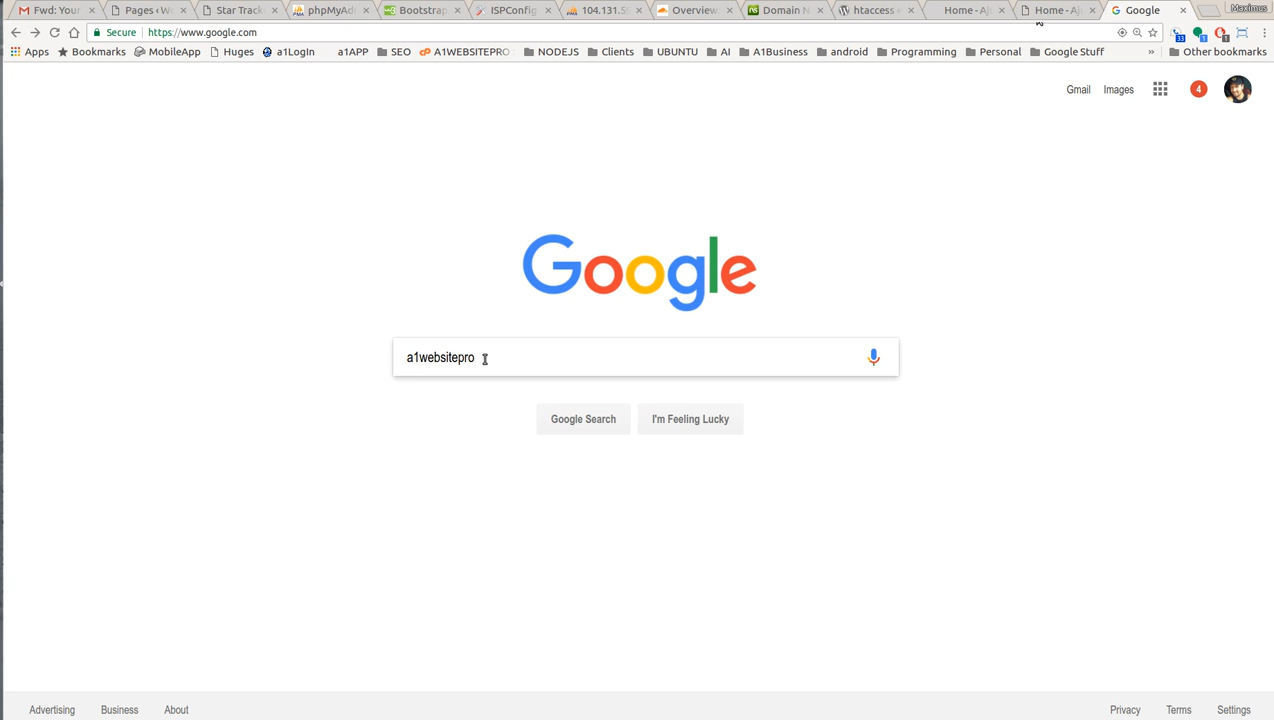 Fwd: Your Pages ‹ W Star Track phpMyAd Bootstrap ISPConfig 104.131.5 Overview Domain N htaccess Home - Aj Home - Aj Google Maximus
Secure https://www.google.com
Apps Bookmarks MobileApp Huges a1LogIn a1APP SEO A1WEBSITEPRO NODEJS Clients UBUNTU AI A1Business android Programming Personal Google Stuff » Other bookmarks
Gmail Images 4
Google
a1websitepro
Google Search I'm Feeling Lucky
Advertising Business About Privacy Terms Settings